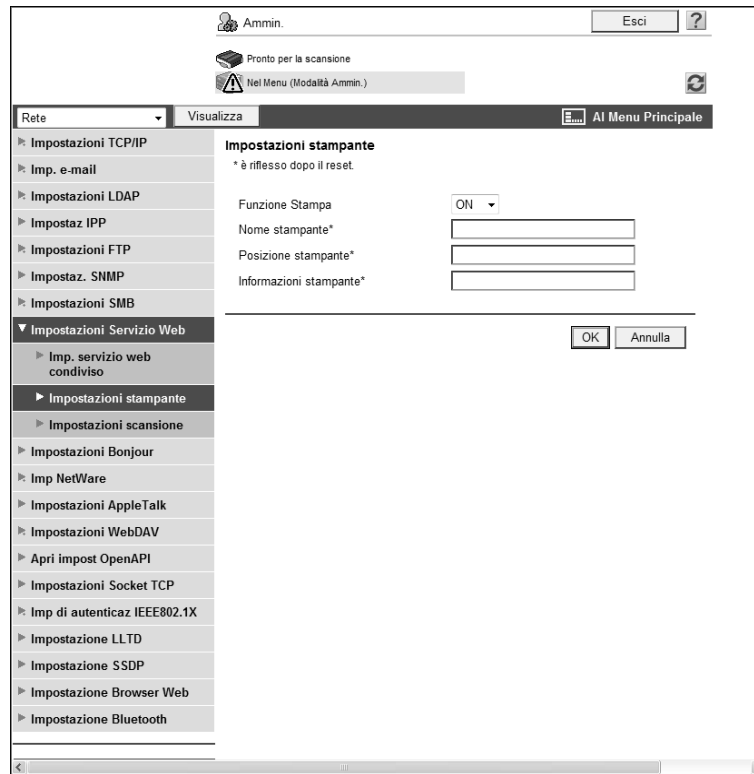 Ammin.
Esci
?
Pronto per la scansione
Nel Menu (Modalità Ammin.)
Rete
Visualizza
Al Menu Principale
Impostazioni TCP/IP
Imp. e-mail
Impostazioni LDAP
Impostaz IPP
Impostazioni FTP
Impostaz. SNMP
Impostazioni SMB
Impostazioni Servizio Web
Imp. servizio web
condiviso
Impostazioni stampante
Impostazioni scansione
Impostazioni Bonjour
Imp NetWare
Impostazioni AppleTalk
Impostazioni WebDAV
Apri impost OpenAPI
Impostazioni Socket TCP
Imp di autenticaz IEEE802.1X
Impostazione LLTD
Impostazione SSDP
Impostazione Browser Web
Impostazione Bluetooth
Impostazioni stampante
* è riflesso dopo il reset.
Funzione Stampa ON
Nome stampante*
Posizione stampante*
Informazioni stampante*
OK Annulla